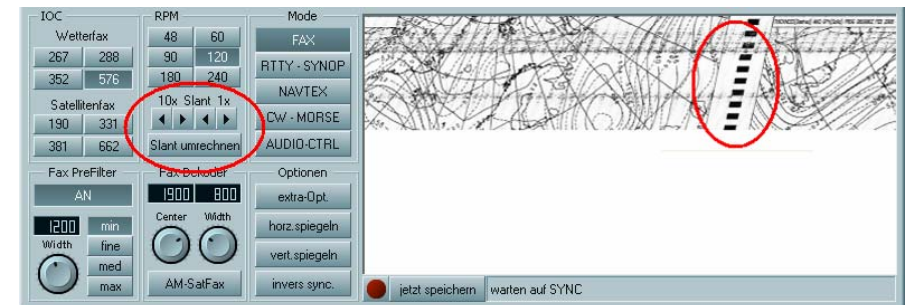 IOC
Wetterfax
267 288
352 576
Satellitenfax
190 331
381 662
RPM
48 60
90 120
180 240
10x Slant 1x
Slant umrechnen
Mode
FAX
RTTY - SYNOP
NAVTEX
CW - MORSE
AUDIO-CTRL
Fax PreFilter
AN
1200
Width
min
fine
med
max
Fax Dekoder
1900 800
Center Width
AM-SatFax
Optionen
extra-Opt.
horz.spiegeln
vert.spiegeln
invers sync.
jetzt speichern
warten auf SYNC